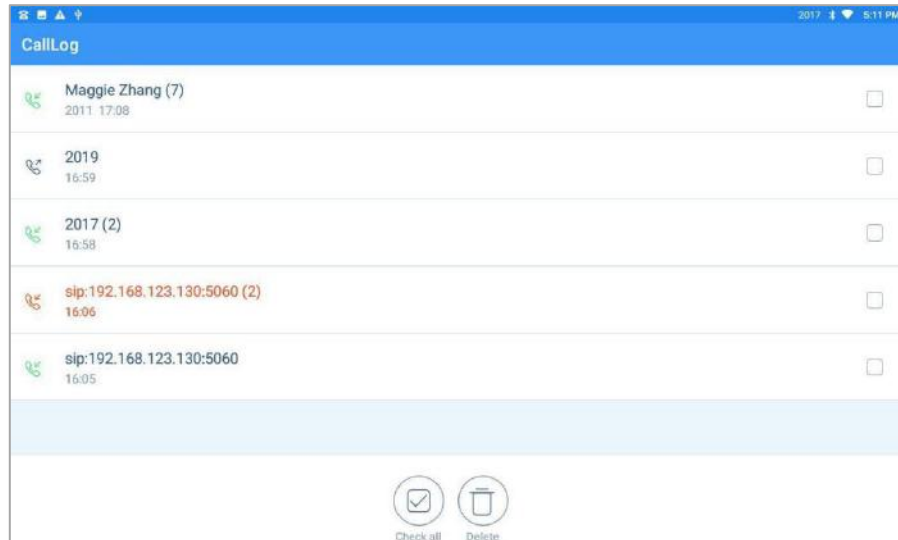 2017 5:11 PM
CallLog
Maggie Zhang (7)
2011 17:08
2019
16:59
2017 (2)
16:58
sip:192.168.123.130:5060 (2)
16:06
sip:192.168.123.130:5060
16:05
Check all Delete